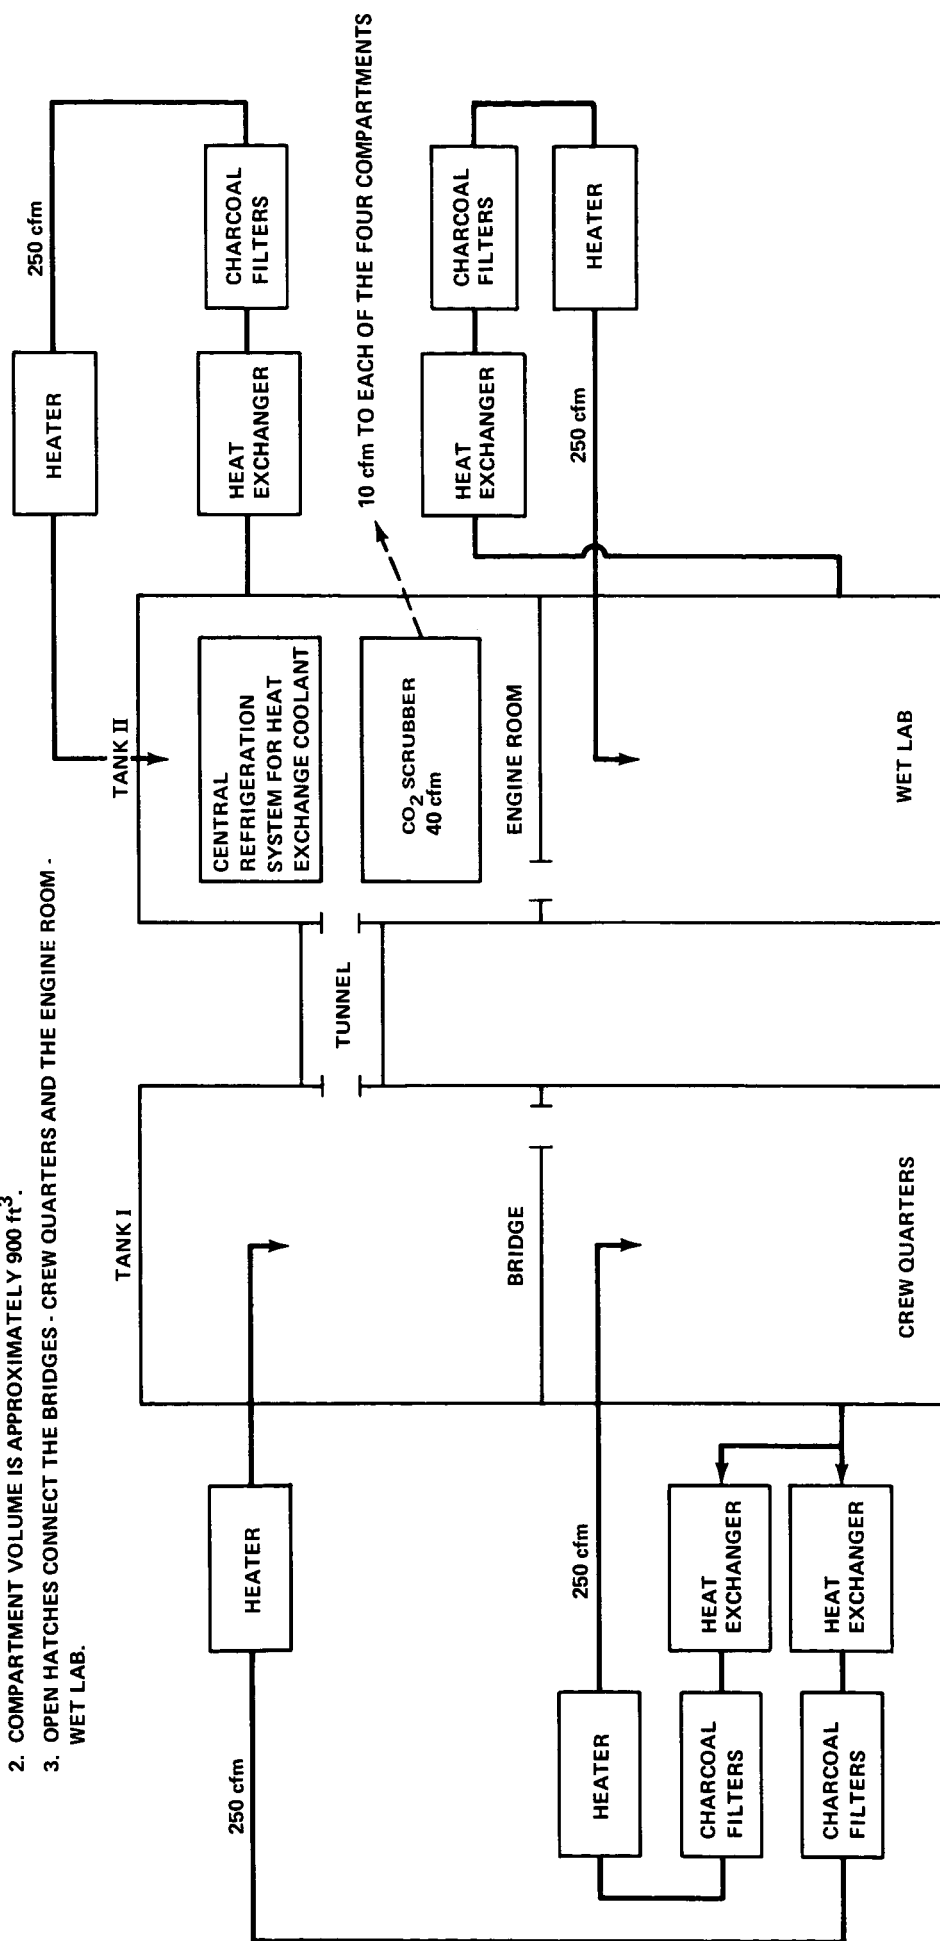 2. COMPARTMENT VOLUME IS APPROXIMATELY 900 ft³.
3. OPEN HATCHES CONNECT THE BRIDGES - CREW QUARTERS AND THE ENGINE ROOM -
WET LAB.
TANK I
TANK II
250 cfm
HEATER
BRIDGE
TUNNEL
CENTRAL
REFRIGERATION
SYSTEM FOR HEAT
EXCHANGE COOLANT
CO₂ SCRUBBER
40 cfm
ENGINE ROOM
HEATER
250 cfm
HEAT
EXCHANGER
CHARCOAL
FILTERS
10 cfm TO EACH OF THE FOUR COMPARTMENTS
HEATER
250 cfm
CHARCOAL
FILTERS
HEAT
EXCHANGER
CHARCOAL
FILTERS
HEAT
EXCHANGER
CREW QUARTERS
WET LAB
HEAT
EXCHANGER
CHARCOAL
FILTERS
250 cfm
HEATER